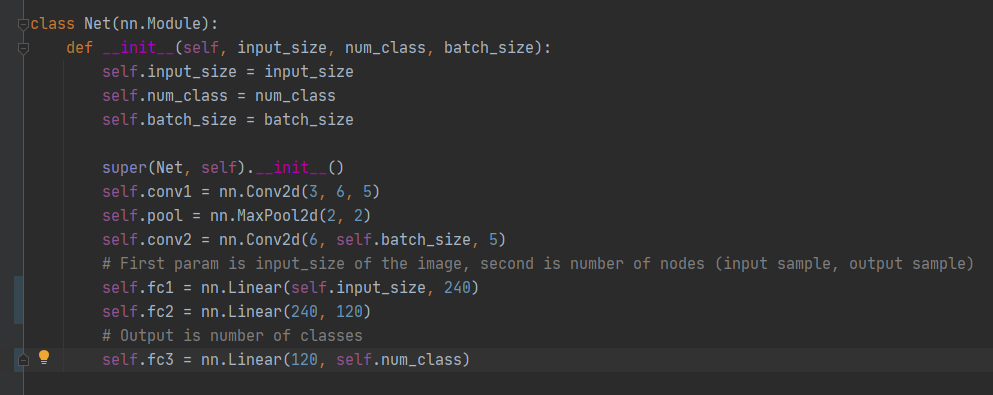 class Net(nn.Module):
    def __init__(self, input_size, num_class, batch_size):
        self.input_size = input_size
        self.num_class = num_class
        self.batch_size = batch_size

        super(Net, self).__init__()
        self.conv1 = nn.Conv2d(3, 6, 5)
        self.pool = nn.MaxPool2d(2, 2)
        self.conv2 = nn.Conv2d(6, self.batch_size, 5)
        # First param is input_size of the image, second is number of nodes (input sample, output sample)
        self.fc1 = nn.Linear(self.input_size, 240)
        self.fc2 = nn.Linear(240, 120)
        # Output is number of classes
        self.fc3 = nn.Linear(120, self.num_class)